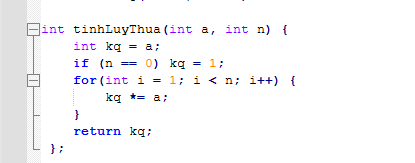 int tinhLuyThua(int a, int n) {
int kq = a;
if (n == 0) kq = 1;
for(int i = 1; i < n; i++) {
kq *= a;
}
return kq;
};